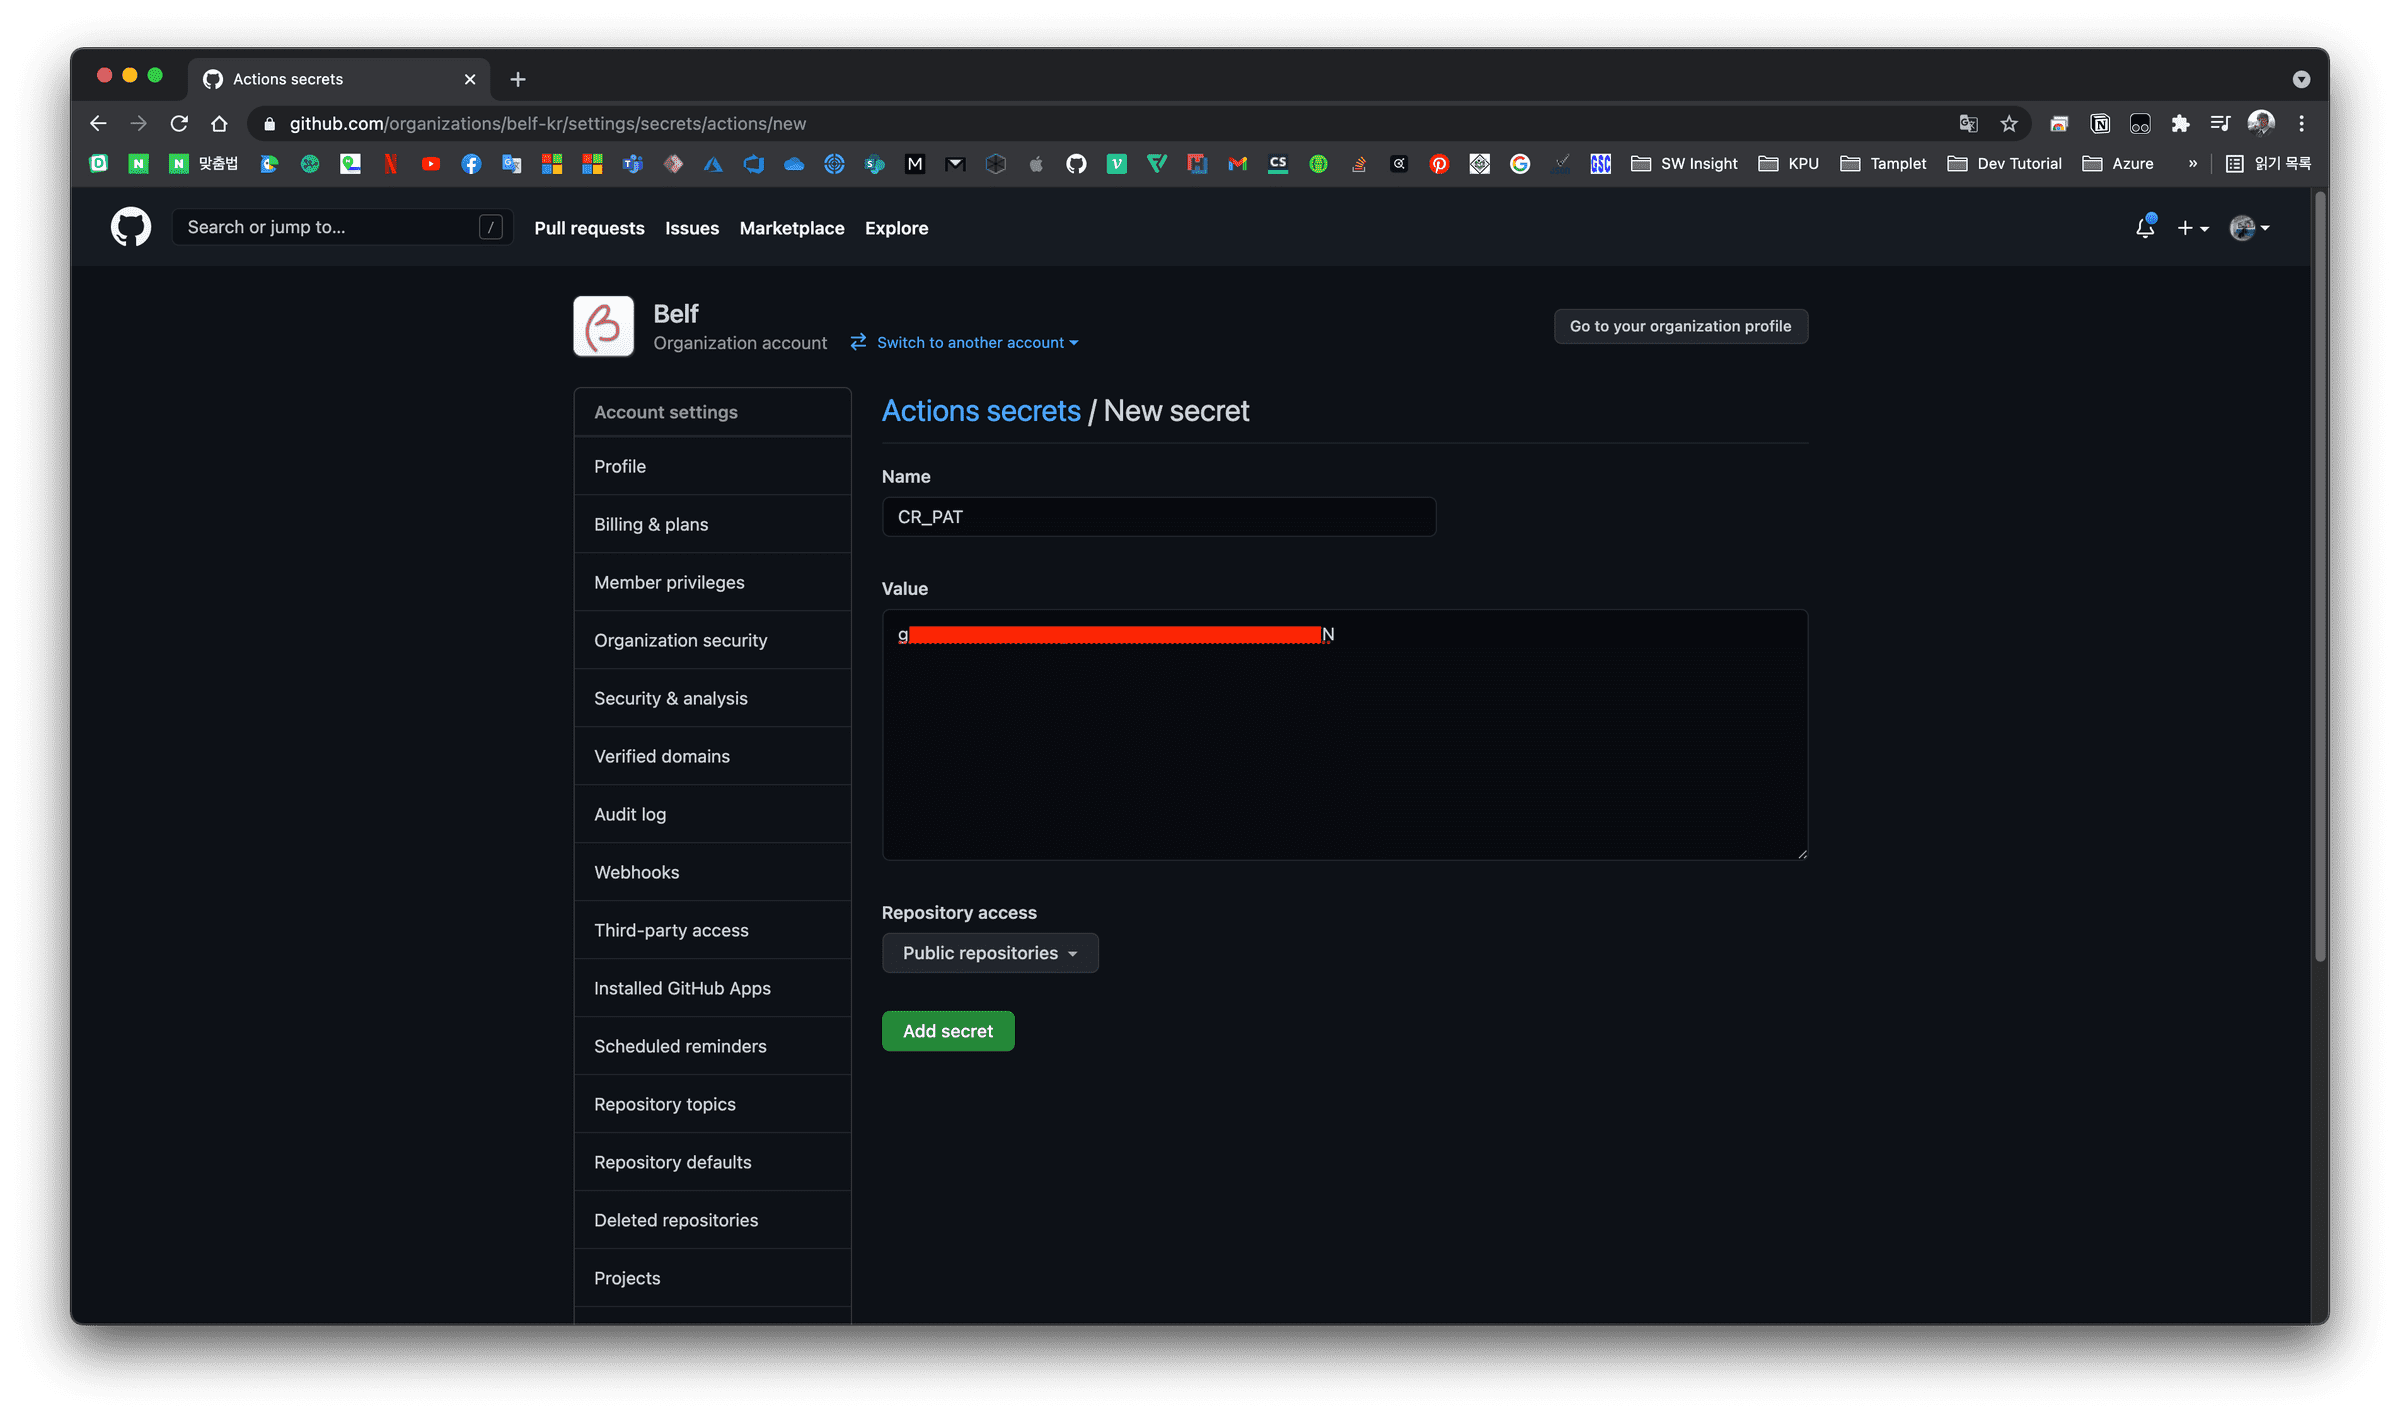 Actions secrets
github.com/organizations/belf-kr/settings/secrets/actions/new
맞춤법
SW Insight
KPU
Tamplet
Dev Tutorial
Azure
»
읽기 목록
Search or jump to...
/
Pull requests
Issues
Marketplace
Explore
Belf
Organization account
Switch to another account
Go to your organization profile
Account settings
Profile
Billing & plans
Member privileges
Organization security
Security & analysis
Verified domains
Audit log
Webhooks
Third-party access
Installed GitHub Apps
Scheduled reminders
Repository topics
Repository defaults
Deleted repositories
Projects
Actions secrets / New secret
Name
CR_PAT
Value
g N
Repository access
Public repositories
Add secret